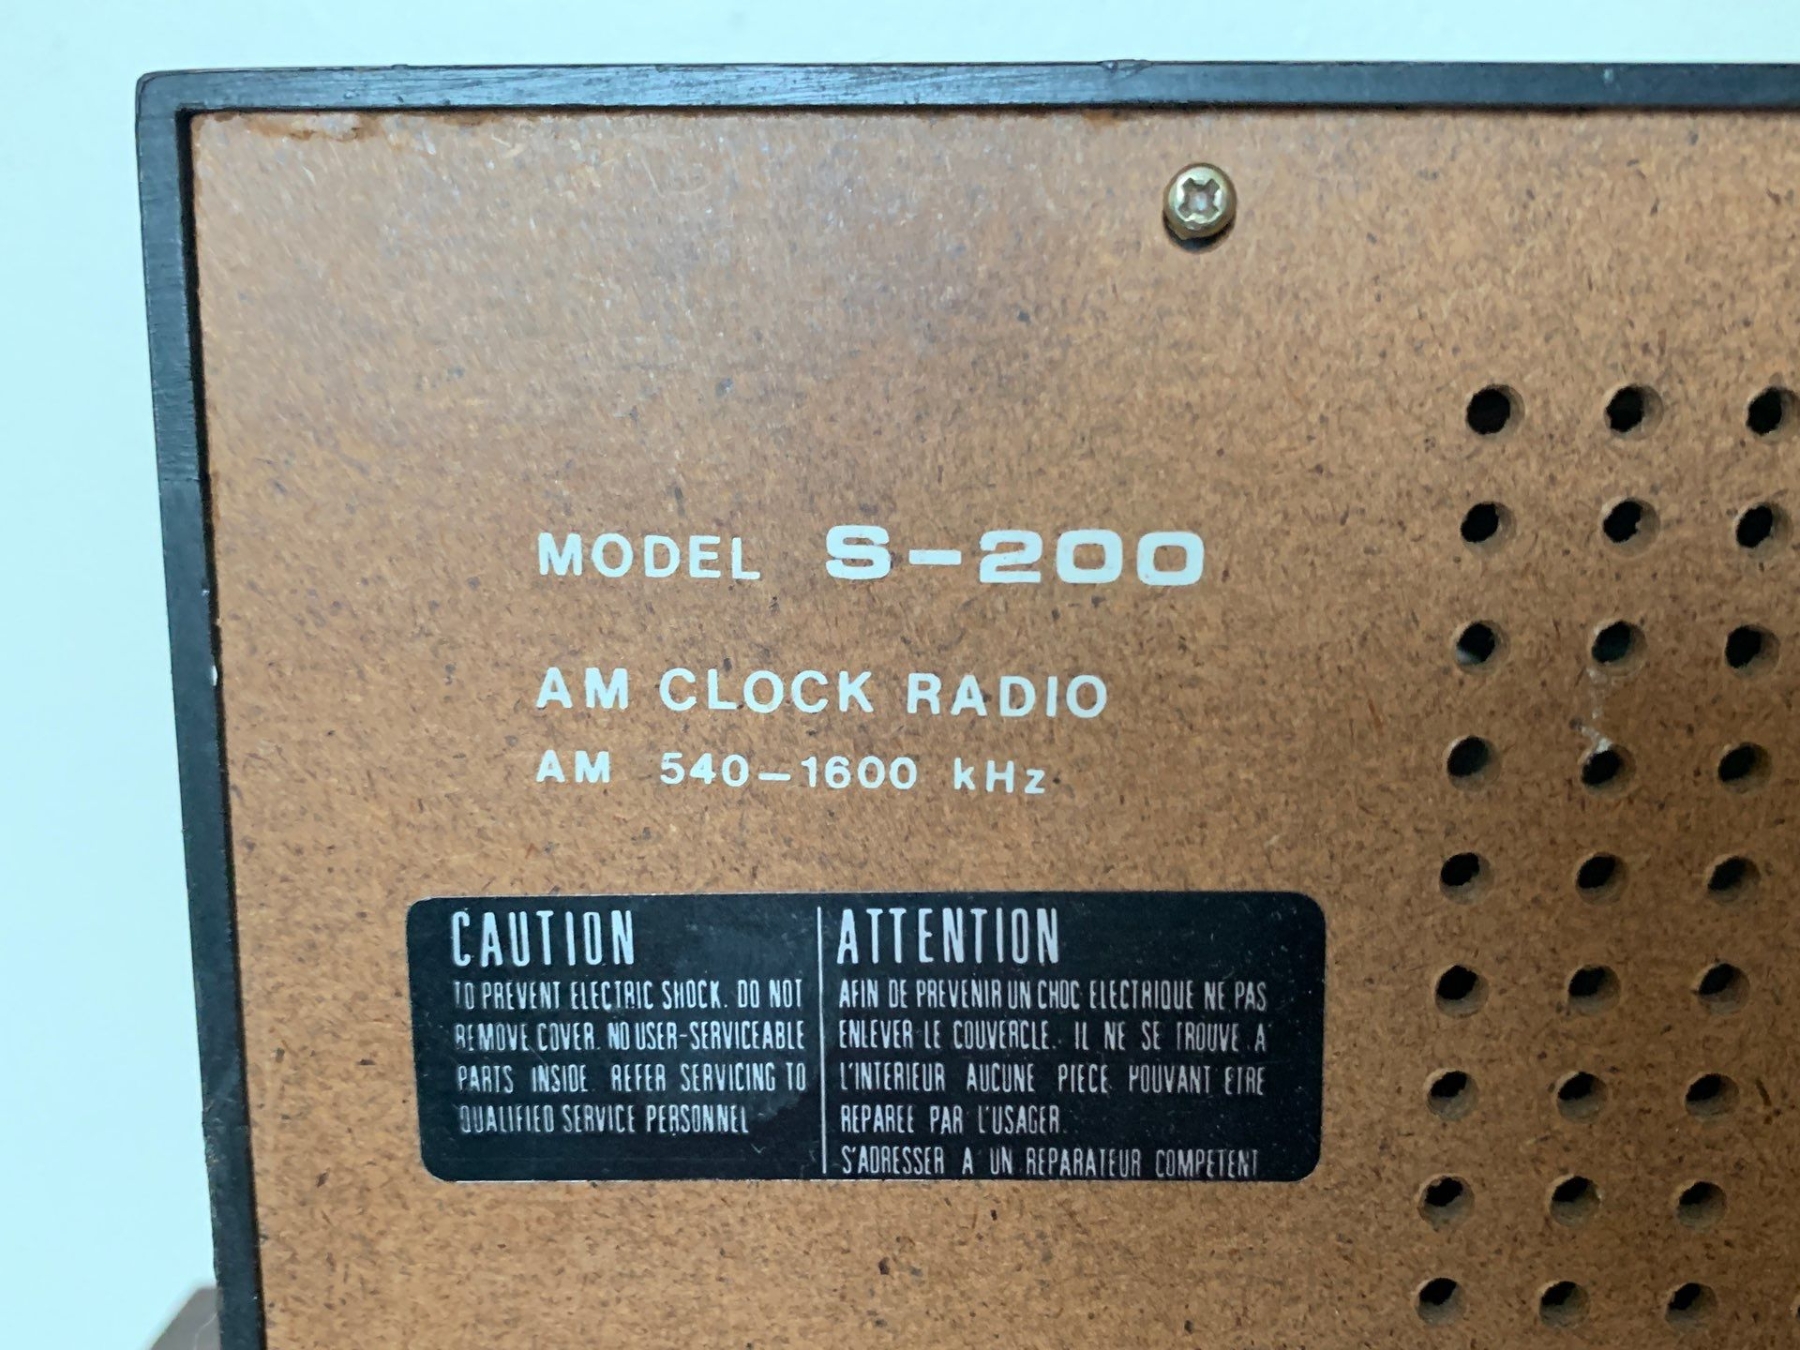 MODEL S-200
AM CLOCK RADIO
AM 540-1600 kHz
CAUTION
TO PREVENT ELECTRIC SHOCK. DO NOT
REMOVE COVER. NO USER-SERVICEABLE
PARTS INSIDE. REFER SERVICING TO
QUALIFIED SERVICE PERSONNEL
ATTENTION
AFIN DE PREVENIR UN CHOC ELECTRIQUE NE PAS
ENLEVER LE COUVERCLE. IL NE SE TROUVE A
L'INTERIEUR AUCUNE PIECE POUVANT ETRE
REPAREE PAR L'USAGER.
S'ADRESSER A UN REPARATEUR COMPETENT